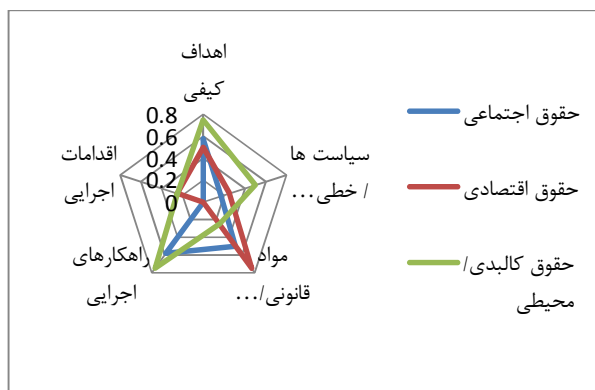 اهداف
کیفی
سیاست ها
/ خطی...
مواد
قانونی/...
راهکارهای
اجرایی
اقدامات
اجرایی
0.8
0.6
0.4
0.2
0
حقوق اجتماعی
حقوق اقتصادی
حقوق کالبدی/
محیطی